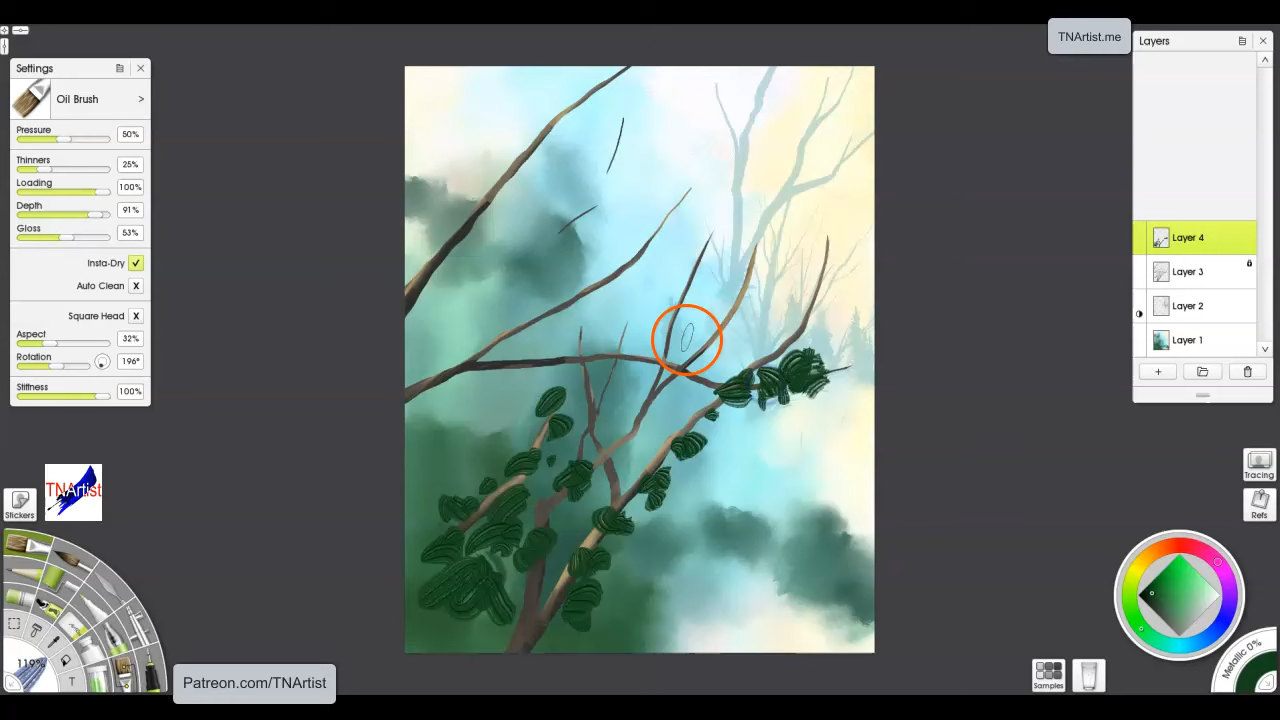 TNArtist.me
Settings
Oil Brush >
Pressure 50%
Thinners 25%
Loading 100%
Depth 91%
Gloss 53%
Insta-Dry
Auto Clean X
Square Head X
Aspect 32%
Rotation 196°
Stiffness 100%
Layers
Layer 4
Layer 3
Layer 2
Layer 1
Tracing
Refs
Stickers
TNArtist
119%
T
Patreon.com/TNArtist
Samples
Metallic 0%